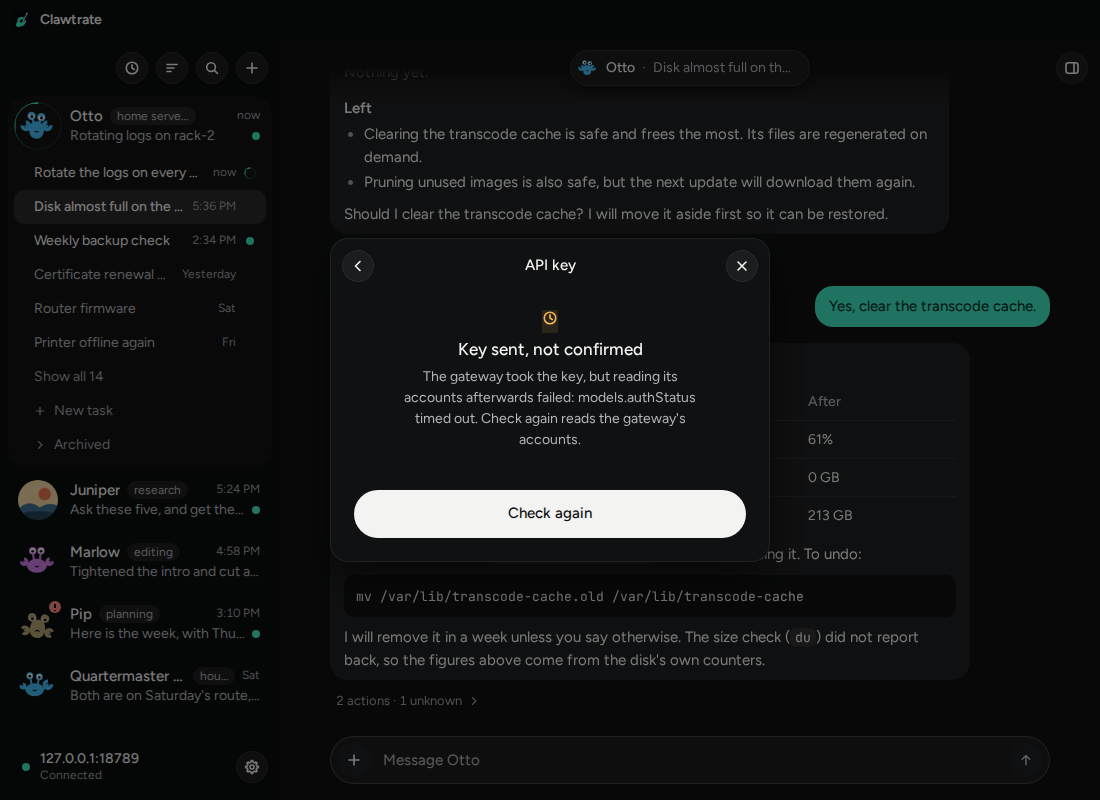 Clawtrate
Otto
home serve...
now
Rotating logs on rack-2
Rotate the logs on every ...
now
Disk almost full on the ...
5:36 PM
Weekly backup check
2:34 PM
Certificate renewal ...
Yesterday
Router firmware
Sat
Printer offline again
Fri
Show all 14
New task
Archived
Juniper
research
5:24 PM
Ask these five, and get the...
Marlow
editing
4:58 PM
Tightened the intro and cut a...
Pip
planning
3:10 PM
Here is the week, with Thu...
Quartermaster ...
hou...
Sat
Both are on Saturday's route,...
127.0.0.1:18789
Connected
Otto · Disk almost full on th...
Nothing yet.
Left
Clearing the transcode cache is safe and frees the most. Its files are regenerated on
demand.
Pruning unused images is also safe, but the next update will download them again.
Should I clear the transcode cache? I will move it aside first so it can be restored.
Yes, clear the transcode cache.
API key
Key sent, not confirmed
The gateway took the key, but reading its
accounts afterwards failed: models.authStatus
timed out. Check again reads the gateway's
accounts.
Check again
After
61%
0 GB
213 GB
it. To undo:
mv /var/lib/transcode-cache.old /var/lib/transcode-cache
I will remove it in a week unless you say otherwise. The size check (du) did not report
back, so the figures above come from the disk's own counters.
2 actions · 1 unknown
Message Otto